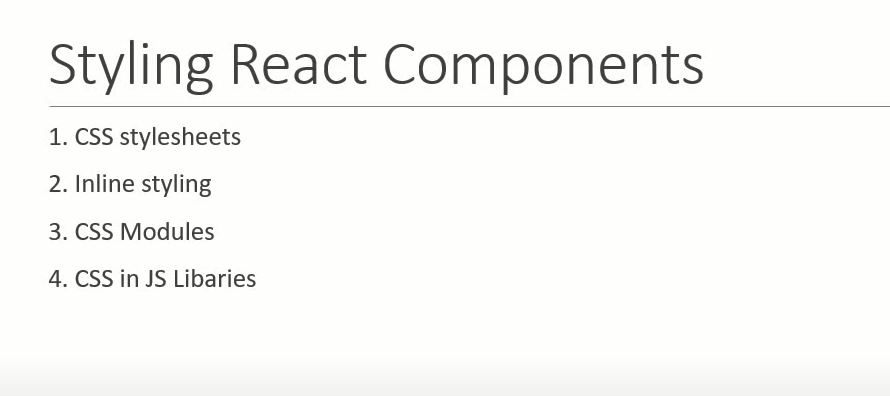 Styling React Components
1. CSS stylesheets
2. Inline styling
3. CSS Modules
4. CSS in JS Libaries